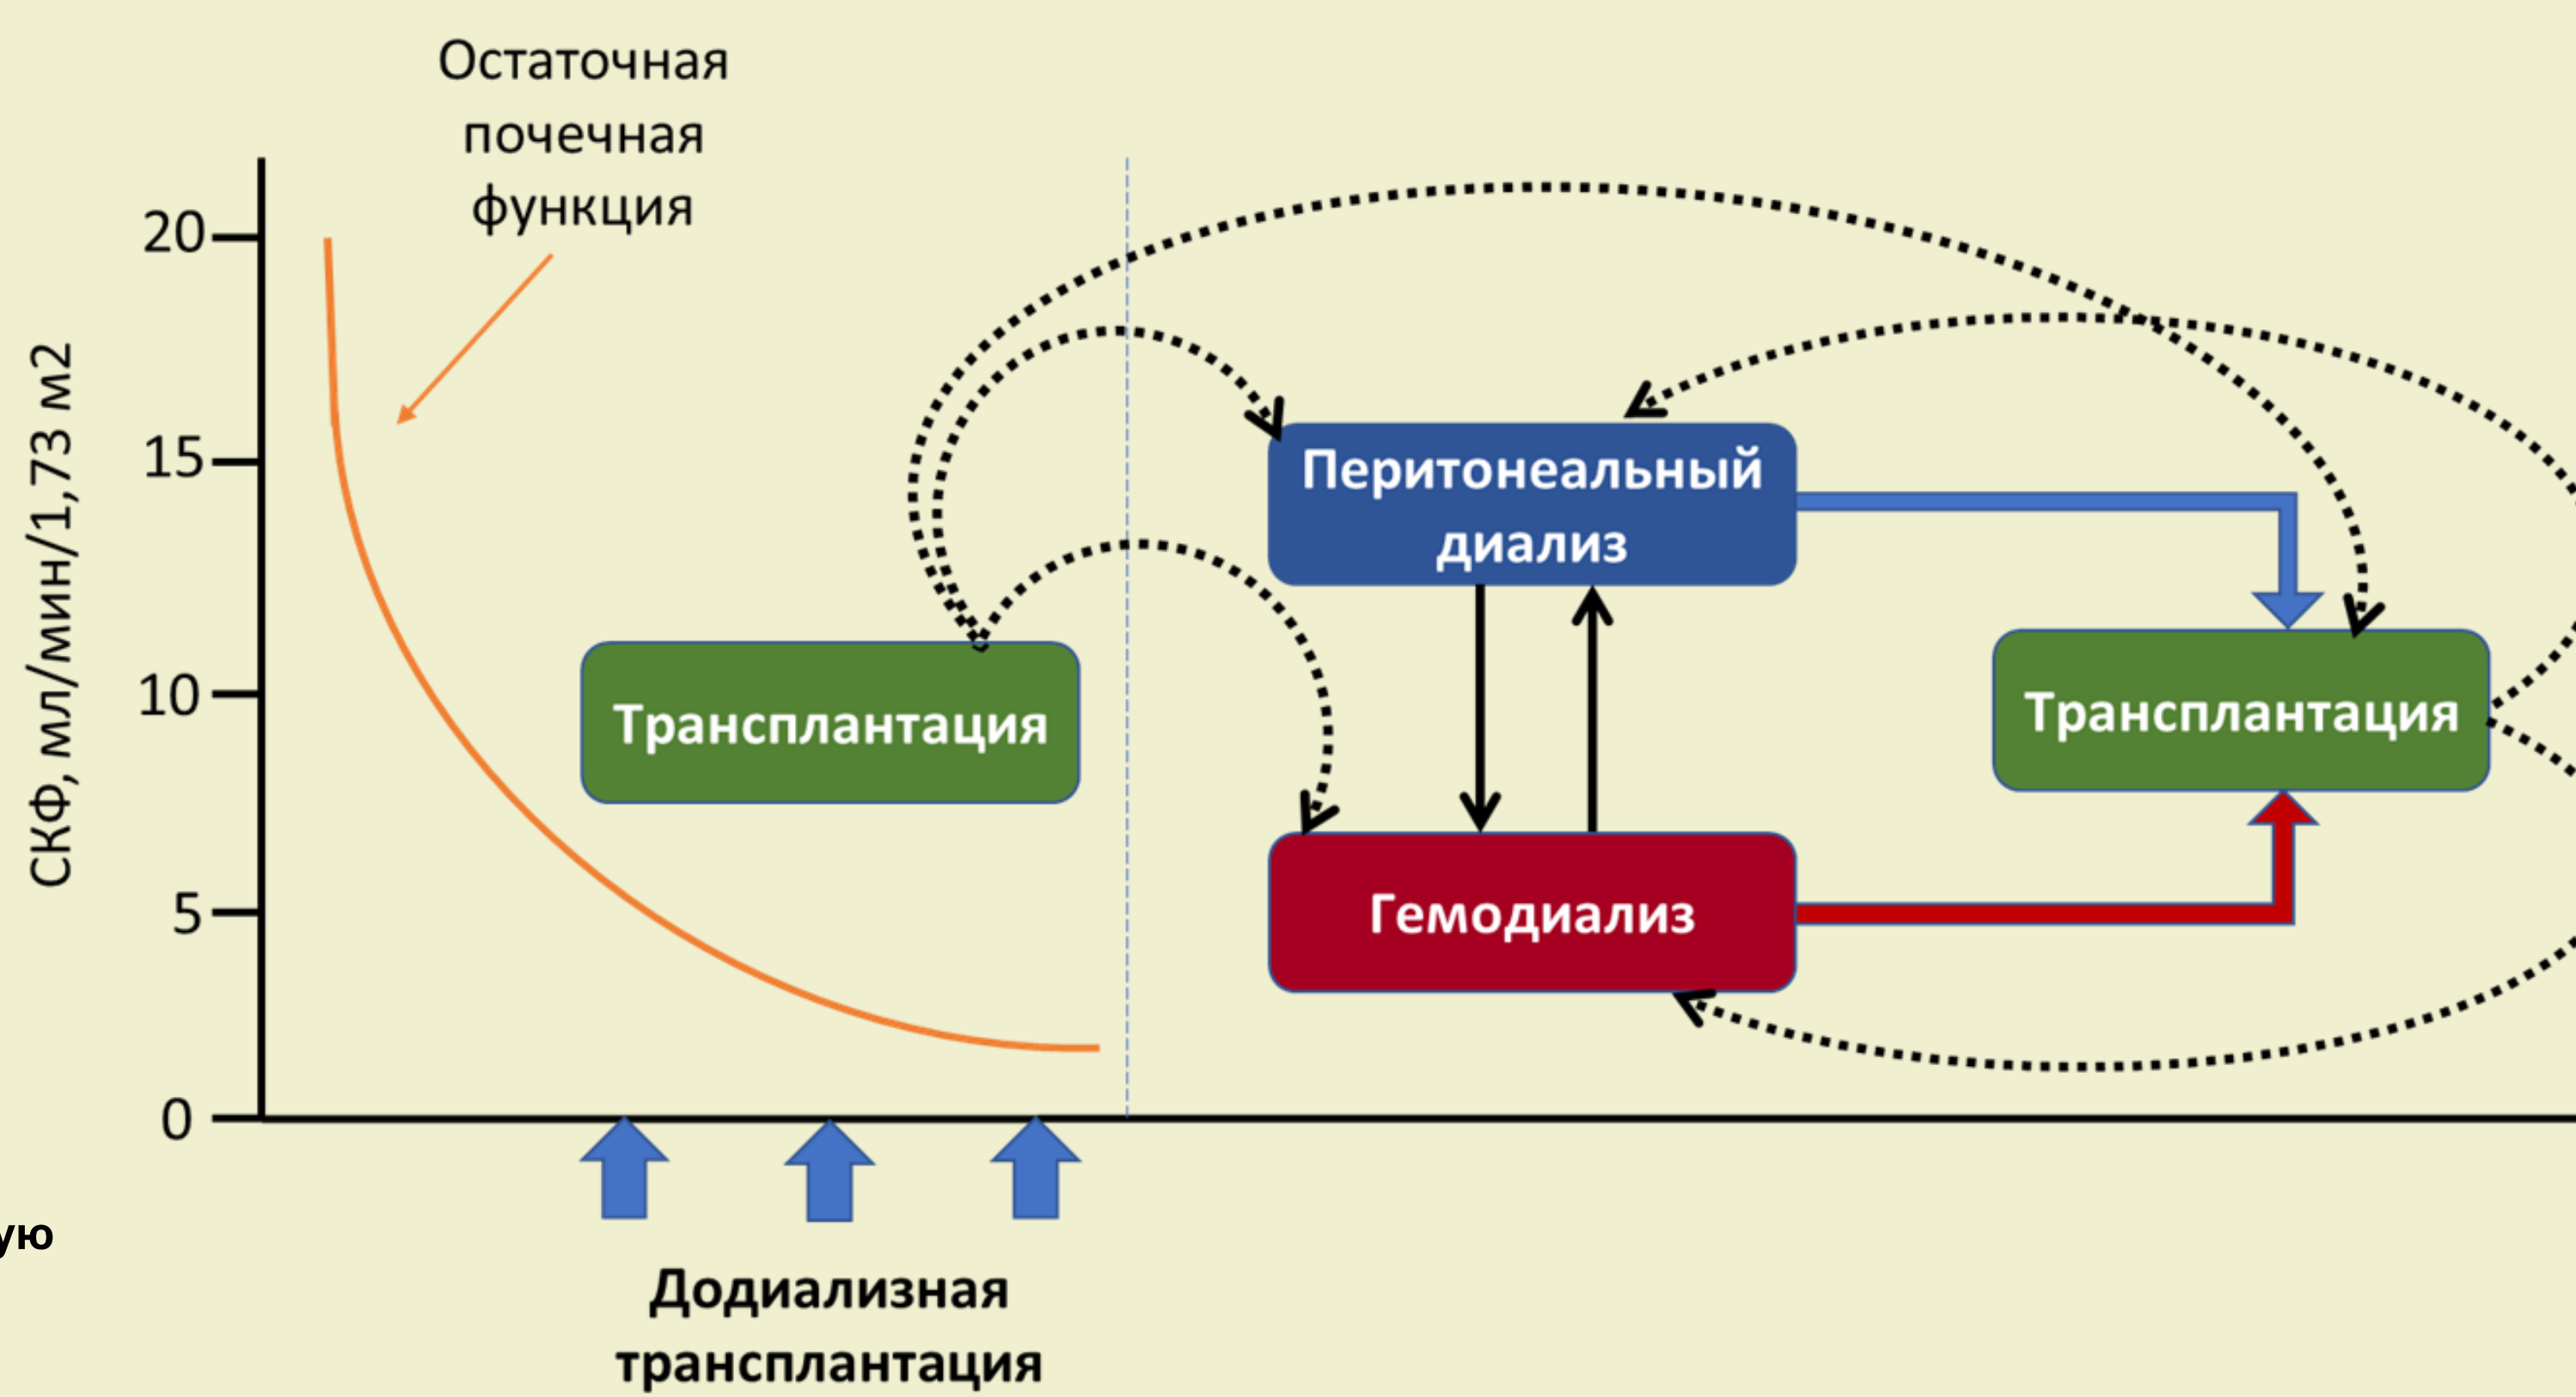 Остаточная
почечная
функция
20
15
10
5
0
СКФ, мл/мин/1,73 м2
Трансплантация
Перитонеальный
диализ
Гемодиализ
Трансплантация
ую
Додиализная
трансплантация